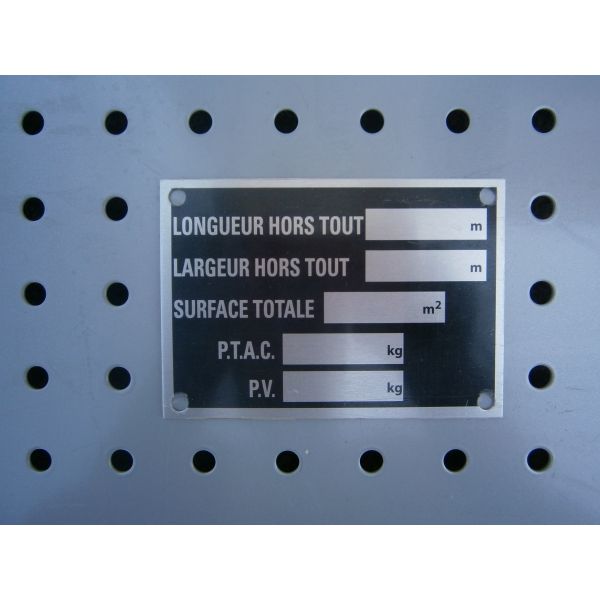 LONGUEUR HORS TOUT m
LARGEUR HORS TOUT m
SURFACE TOTALE m²
P.T.A.C. kg
P.V. kg